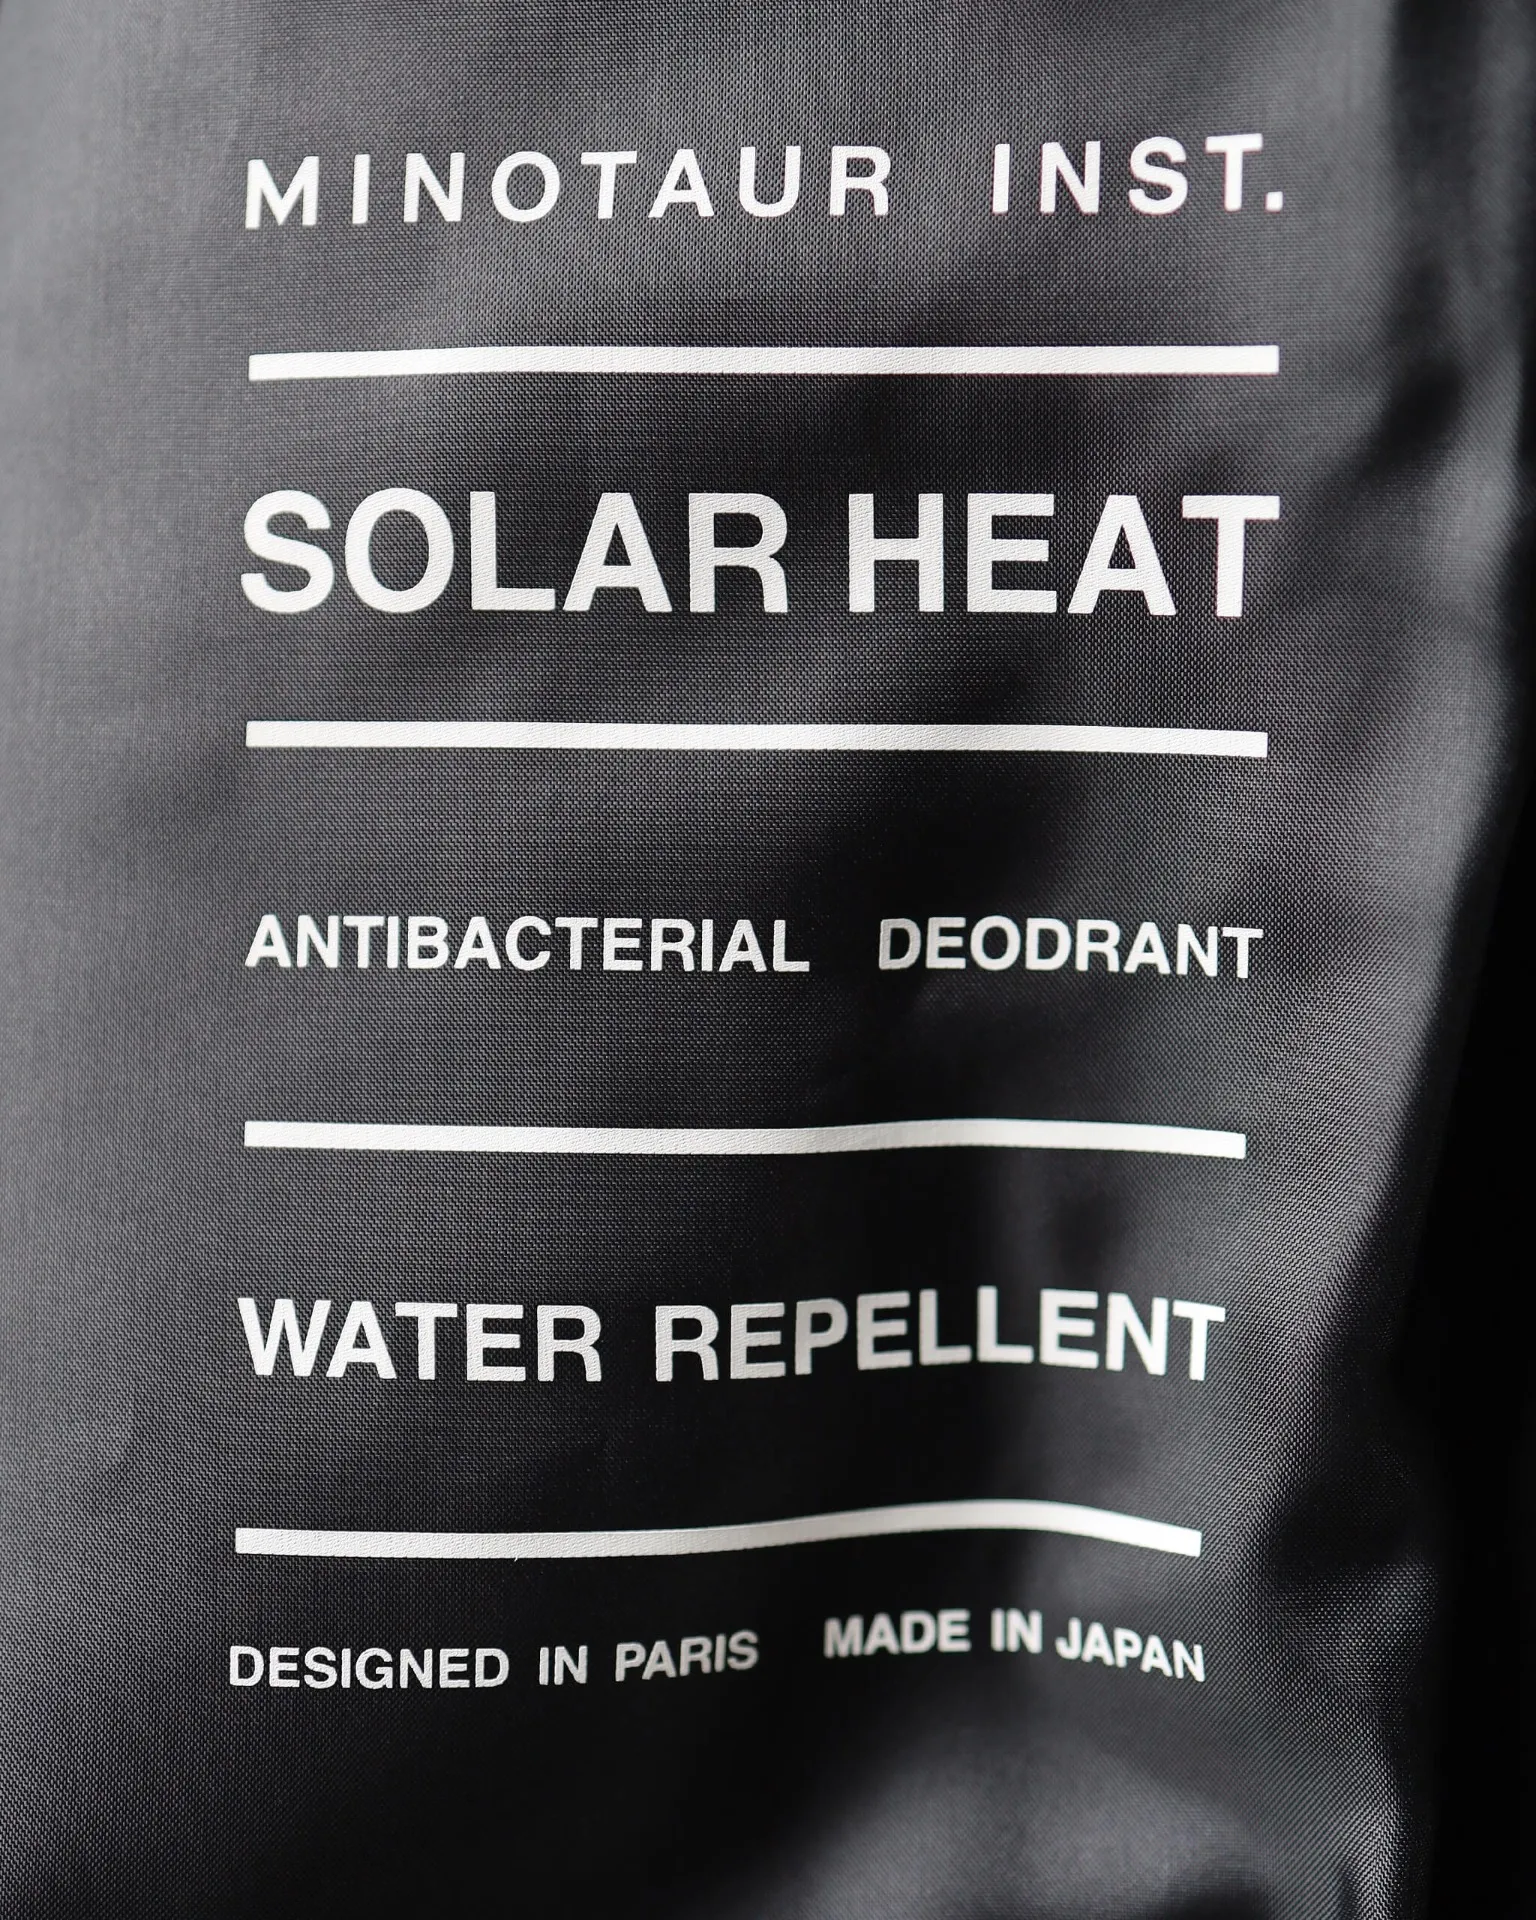 MINOTAUR INST.
SOLAR HEAT
ANTIBACTERIAL DEODRANT
WATER REPELLENT
DESIGNED IN PARIS MADE IN JAPAN